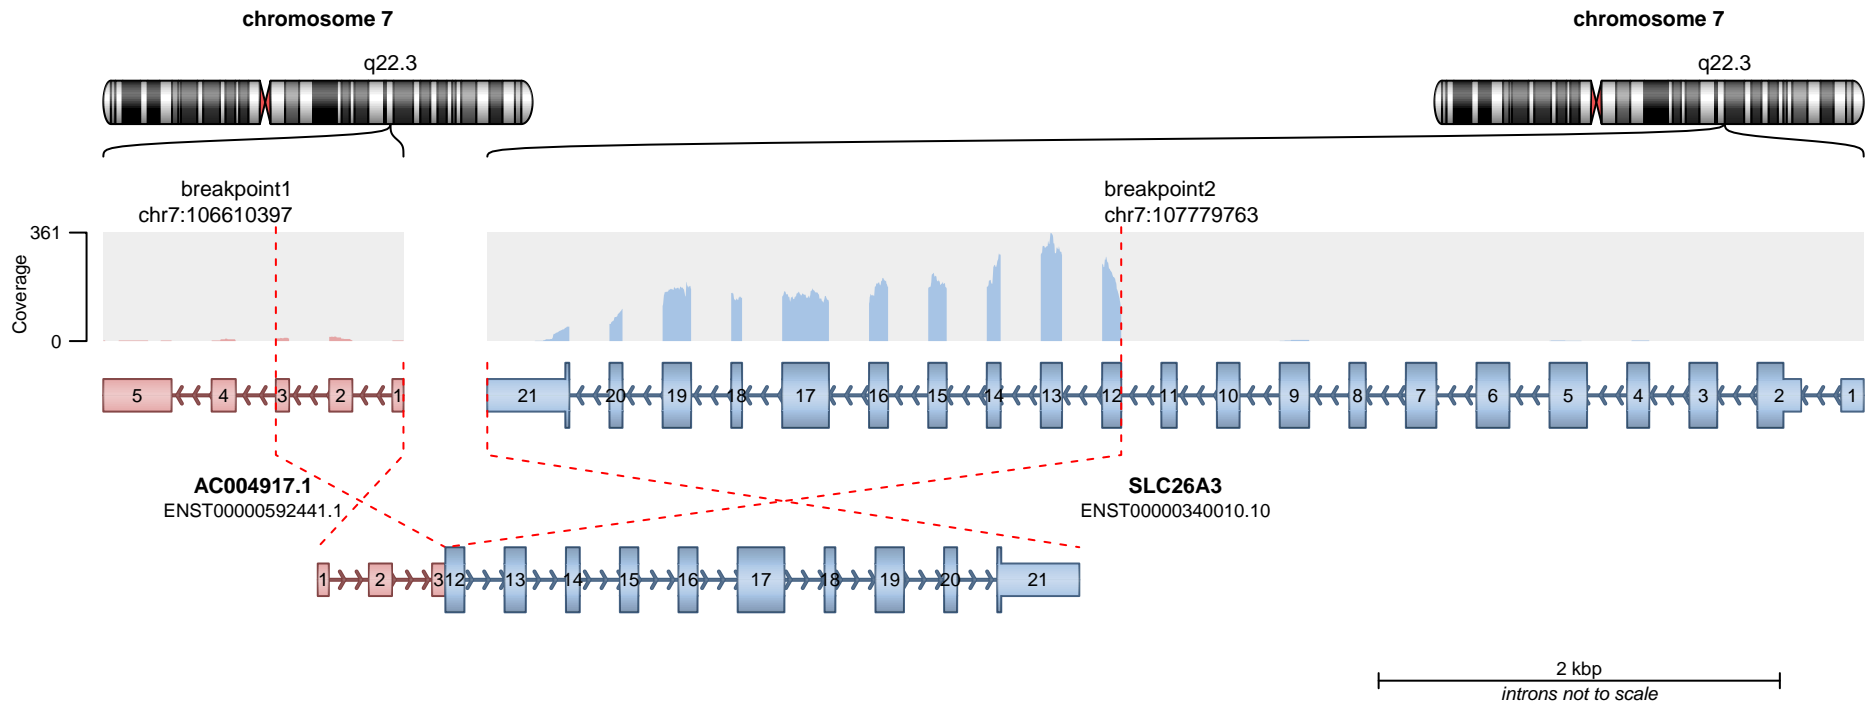 chromosome 7
chromosome 7
q22.3
q22.3
breakpoint1
chr7:106610397
breakpoint2
chr7:107779763
361
0
Coverage
5 4 3 2 1
21 20 19 18 17 16 15 14 13 12 11 10 9 8 7 6 5 4 3 2 1
AC004917.1
ENST00000592441.1
SLC26A3
ENST00000340010.10
1 2 3 12 13 14 15 16 17 18 19 20 21
2 kbp
introns not to scale